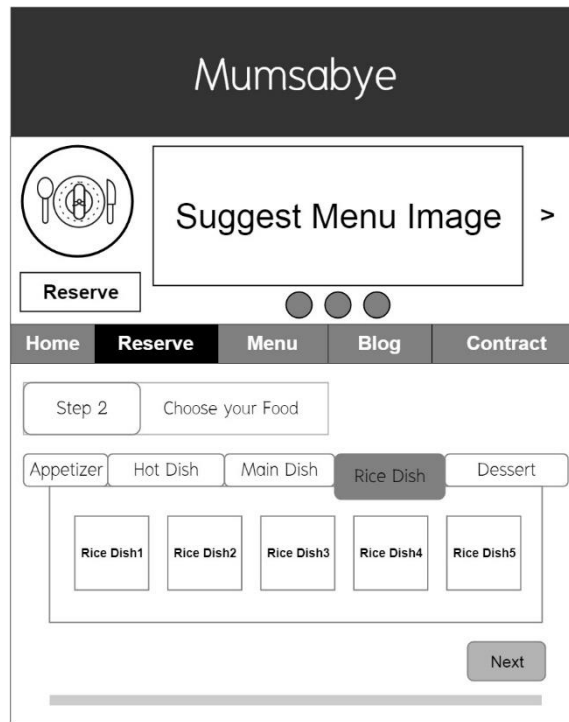 Mumsabye
Suggest Menu Image
>
Reserve
Home Reserve Menu Blog Contract
Step 2 Choose your Food
Appetizer Hot Dish Main Dish Rice Dish Dessert
Rice Dish1 Rice Dish2 Rice Dish3 Rice Dish4 Rice Dish5
Next